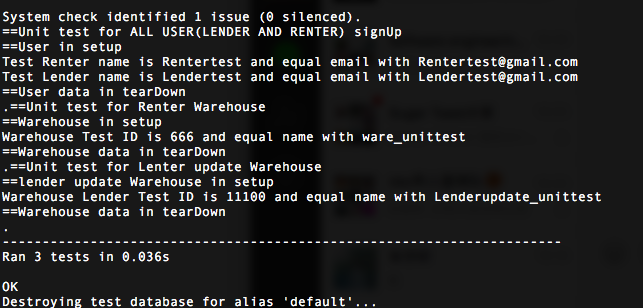 System check identified 1 issue (0 silenced).
==Unit test for ALL USER(LENDER AND RENTER) signUp
==User in setup
Test Renter name is Rentertest and equal email with Rentertest@gmail.com
Test Lender name is Lendertest and equal email with Lendertest@gmail.com
==User data in tearDown
.==Unit test for Renter Warehouse
==Warehouse in setup
Warehouse Test ID is 666 and equal name with ware_unittest
==Warehouse data in tearDown
.==Unit test for Lenter update Warehouse
==lender update Warehouse in setup
Warehouse Lender Test ID is 11100 and equal name with Lenderupdate_unittest
==Warehouse data in tearDown
.
----------------------------------------------------------------------
Ran 3 tests in 0.036s
OK
Destroying test database for alias 'default'...